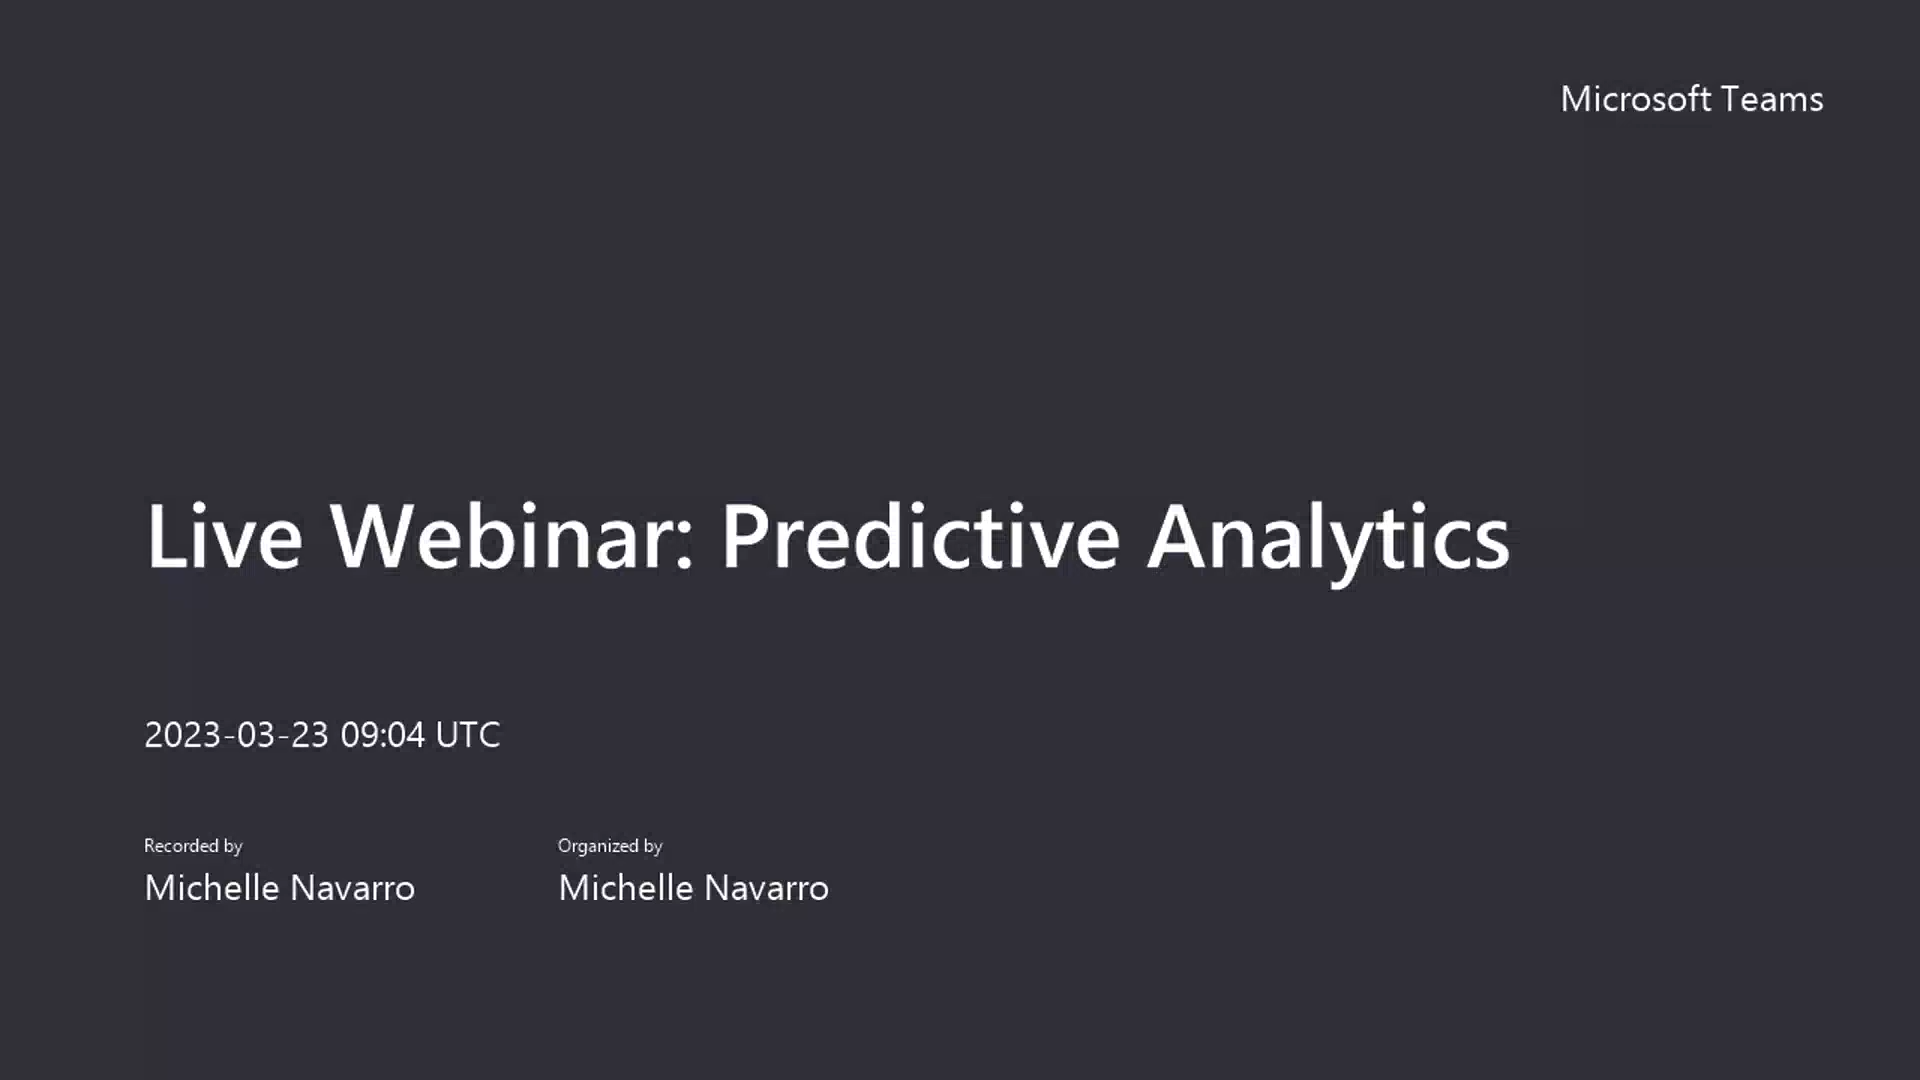 Microsoft Teams
Live Webinar: Predictive Analytics
2023-03-23 09:04 UTC
Recorded by
Michelle Navarro
Organized by
Michelle Navarro